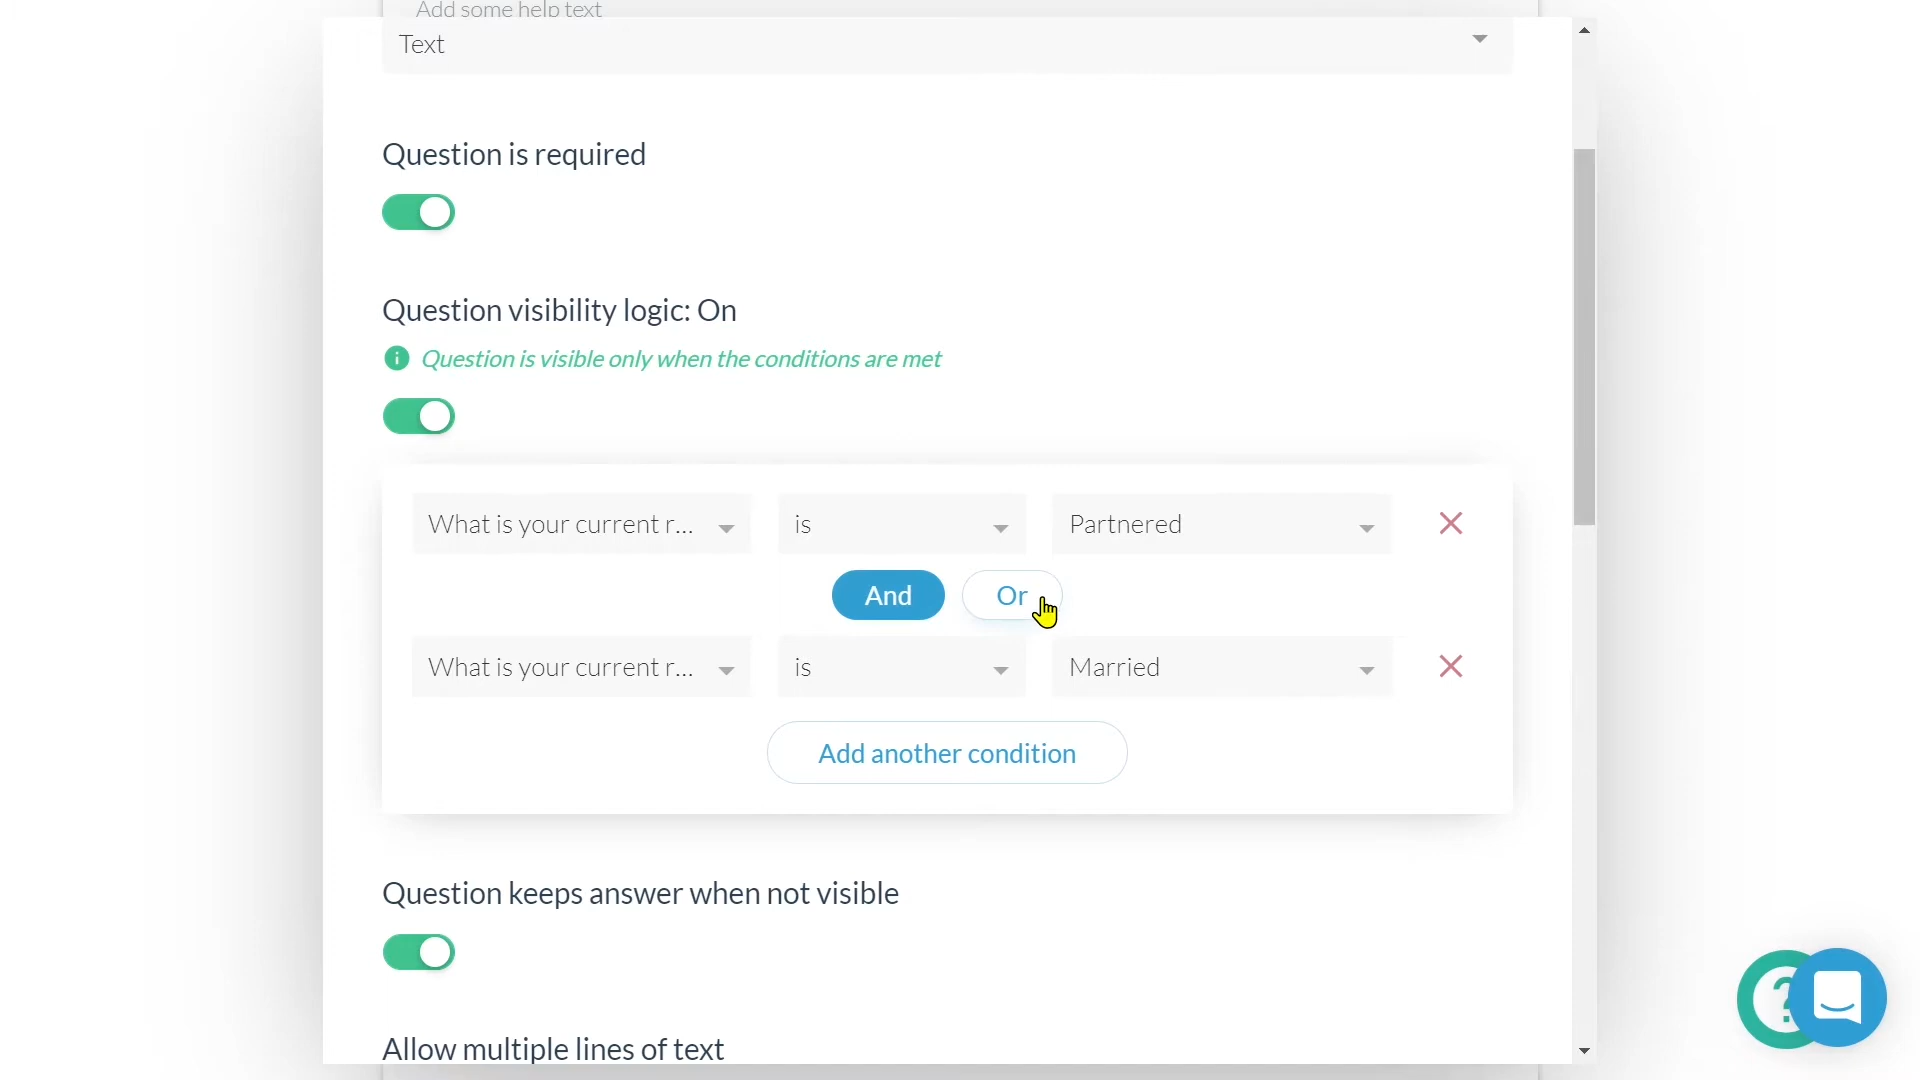 Add some help text
Text
Question is required
Question visibility logic: On
Question is visible only when the conditions are met
What is your current r... is Partnered
And Or
What is your current r... is Married
Add another condition
Question keeps answer when not visible
Allow multiple lines of text